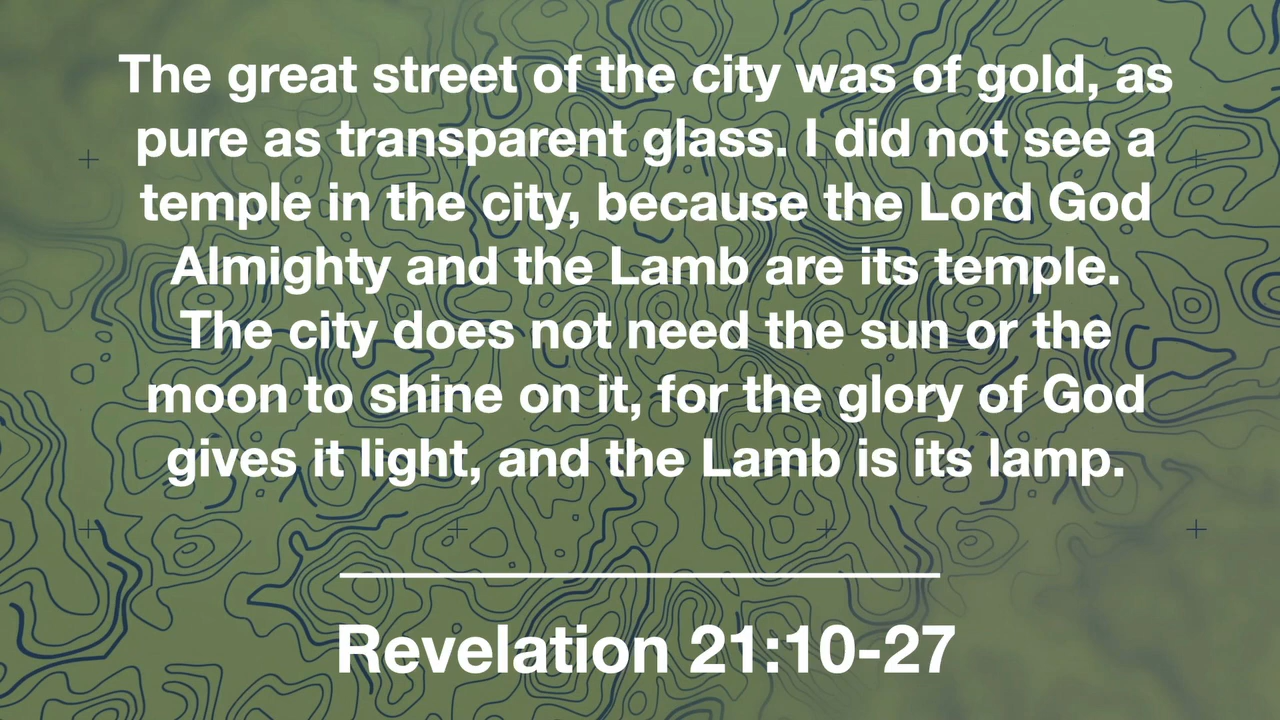 The great street of the city was of gold, as
pure as transparent glass. I did not see a
temple in the city, because the Lord God
Almighty and the Lamb are its temple.
The city does not need the sun or the
moon to shine on it, for the glory of God
gives it light, and the Lamb is its lamp.
Revelation 21:10-27